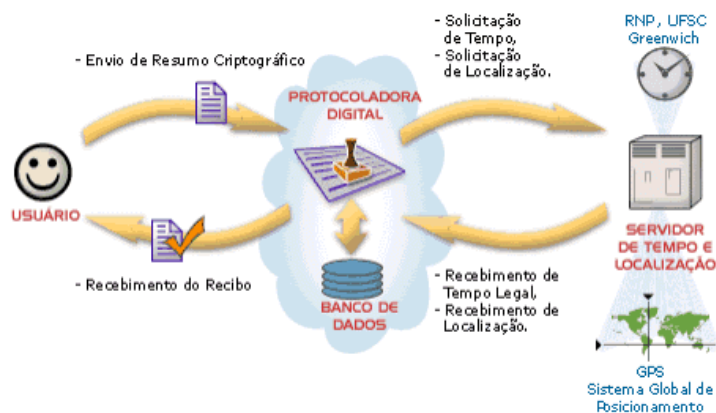 - Solicitação
de Tempo,
- Solicitação
de Localização.
RNP, UFSC
Greenwich
- Envio de Resumo Criptográfico
PROTOCOLADORA
DIGITAL
USUÁRIO
SERVIDOR
DE TEMPO E
LOCALIZAÇÃO
- Recebimento do Recibo
BANCO DE
DADOS
- Recebimento de
Tempo Legal,
- Recebimento de
Localização.
GPS
Sistema Global de
Posicionamento